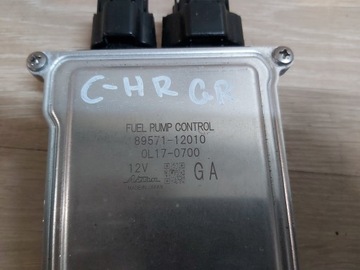 C-HR GR
FUEL PUMP CONTROL
89571-12010
0L17-0700
12V GA